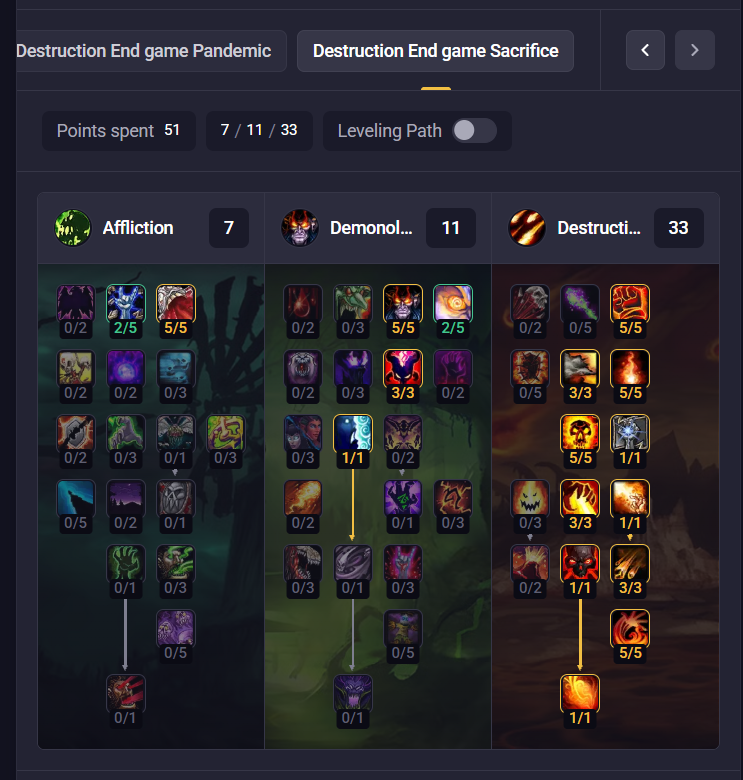 Destruction End game Pandemic Destruction End game Sacrifice
Points spent 51 7 / 11 / 33 Leveling Path
Affliction 7 Demonol... 11 Destructi... 33
0/2 2/5 5/5 0/2 0/3 5/5 2/5 0/2 0/5 5/5
0/2 0/2 0/3 0/2 0/3 3/3 0/2 0/5 3/3 5/5
0/2 0/3 0/1 0/3 0/3 1/1 0/2 5/5 1/1
0/5 0/2 0/1 0/2 0/1 0/3 0/3 3/3 1/1
0/1 0/3 0/3 0/1 0/3 0/2 1/1 3/3
0/5 0/5 5/5
0/1 0/1 1/1